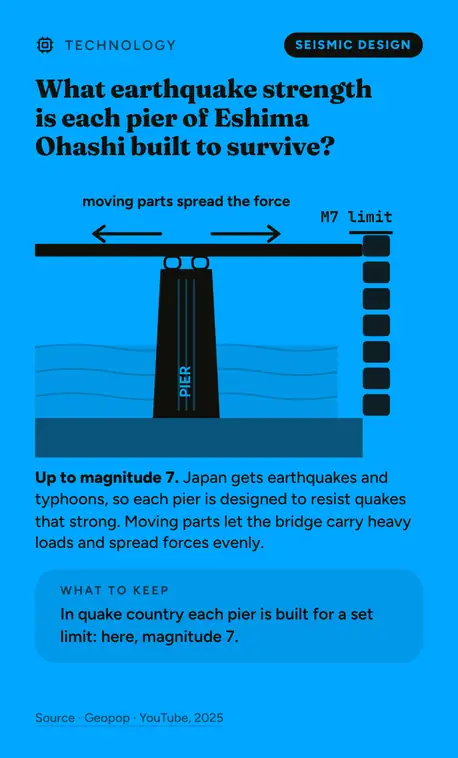 TECHNOLOGY
SEISMIC DESIGN
What earthquake strength
is each pier of Eshima
Ohashi built to survive?
moving parts spread the force
M7 limit
PIER
Up to magnitude 7. Japan gets earthquakes and
typhoons, so each pier is designed to resist quakes
that strong. Moving parts let the bridge carry heavy
loads and spread forces evenly.
WHAT TO KEEP
In quake country each pier is built for a set
limit: here, magnitude 7.
Source · Geopop · YouTube, 2025